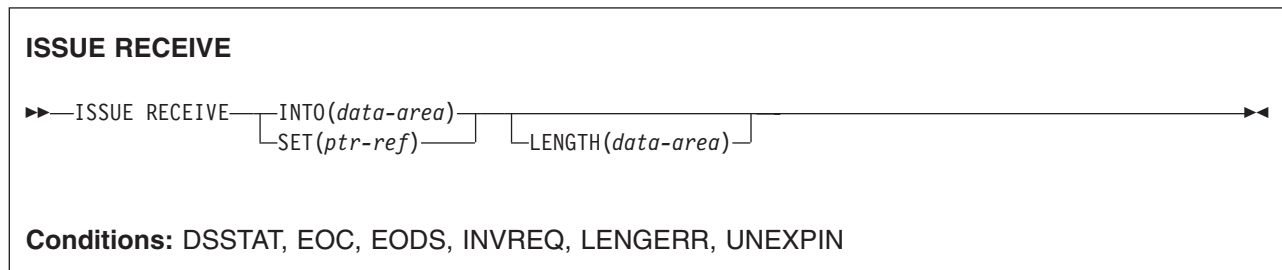 ISSUE RECEIVE
ISSUE RECEIVE INTO(data-area)
SET(ptr-ref) LENGTH(data-area)
Conditions: DSSTAT, EOC, EODS, INVREQ, LENGERR, UNEXPIN